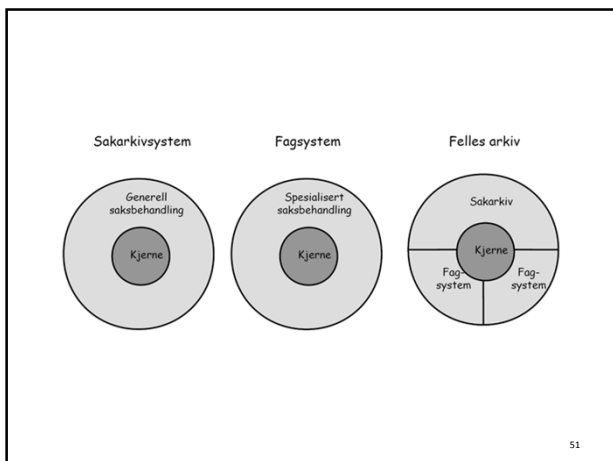 Sakarkivsystem
Generell
saksbehandling
Kjerne
Fagsystem
Spesialisert
saksbehandling
Kjerne
Felles arkiv
Sakarkiv
Kjerne
Fag-
system
Fag-
system
51